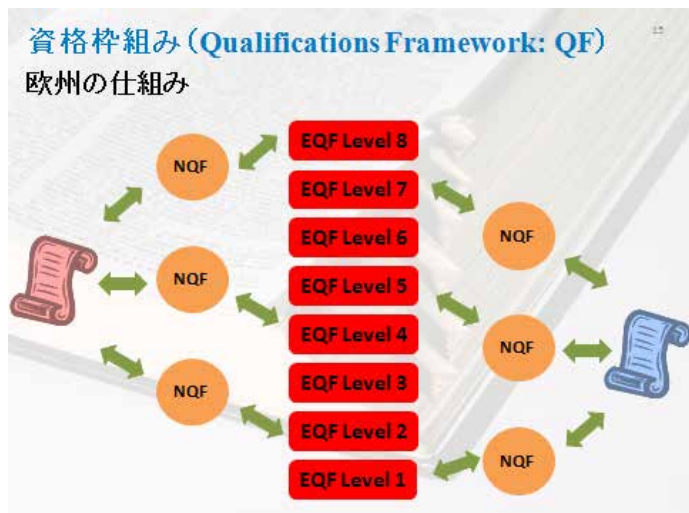 資格枠組み（Qualifications Framework: QF）
欧州の仕組み
EQF Level 8
NQF
EQF Level 7
NQF
EQF Level 6
NQF
EQF Level 5
EQF Level 4
NQF
EQF Level 3
NQF
EQF Level 2
NQF
EQF Level 1